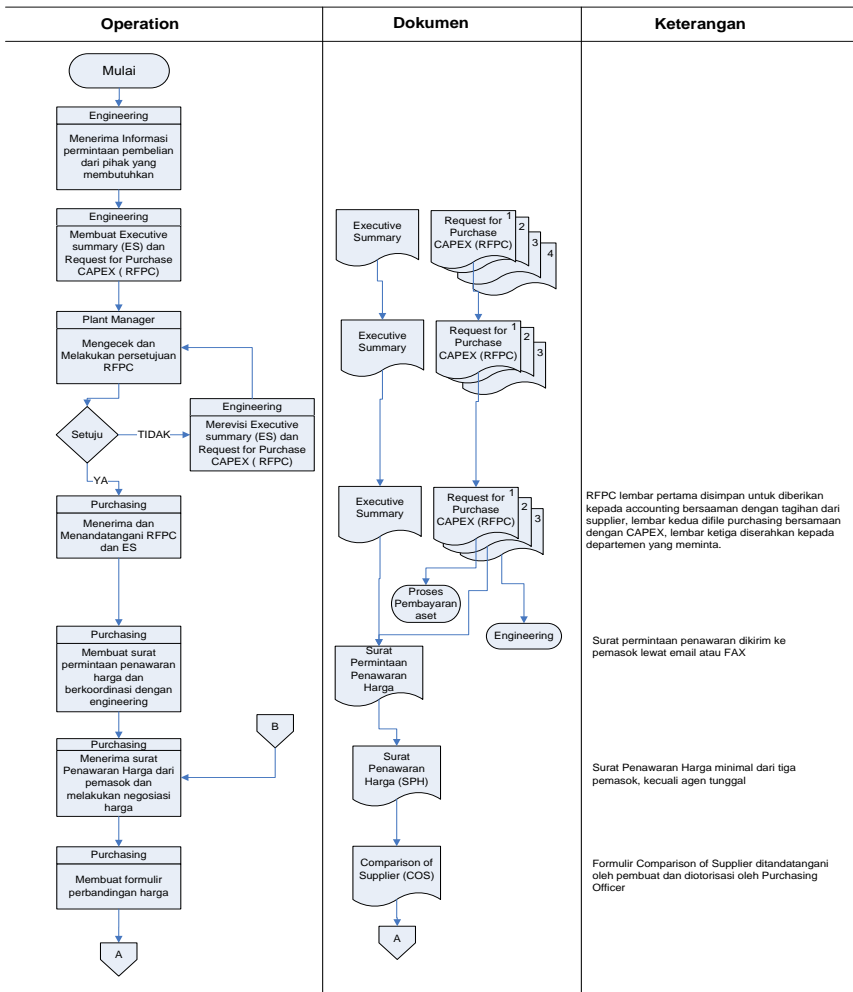 Operation
Dokumen
Keterangan
Mulai
Engineering
Menerima Informasi
permintaan pembelian
dari pihak yang
membutuhkan
Engineering
Membuat Executive
summary (ES) dan
Request for Purchase
CAPEX ( RFPC)
Executive
Summary
Request for
Purchase
CAPEX (RFPC)
1
2
3
4
Plant Manager
Mengecek dan
Melakukan persetujuan
RFPC
Executive
Summary
Request for
Purchase
CAPEX (RFPC)
1
2
3
Setuju
TIDAK
Engineering
Merevisi Executive
summary (ES) dan
Request for Purchase
CAPEX ( RFPC)
YA
Purchasing
Menerima dan
Menandatangani RFPC
dan ES
Executive
Summary
Request for
Purchase
CAPEX (RFPC)
1
2
3
RFPC lembar pertama disimpan untuk diberikan
kepada accounting bersaaman dengan tagihan dari
supplier, lembar kedua difile purchasing bersamaan
dengan CAPEX, lembar ketiga diserahkan kepada
departemen yang meminta.
Proses
Pembayaran
aset
Engineering
Purchasing
Membuat surat
permintaan penawaran
harga dan
berkoordinasi dengan
engineering
Surat
Permintaan
Penawaran
Harga
Surat permintaan penawaran dikirim ke
pemasok lewat email atau FAX
B
Purchasing
Menerima surat
Penawaran Harga dari
pemasok dan
melakukan negosiasi
harga
Surat
Penawaran
Harga (SPH)
Surat Penawaran Harga minimal dari tiga
pemasok, kecuali agen tunggal
Purchasing
Membuat formulir
perbandingan harga
Comparison of
Supplier (COS)
Formulir Comparison of Supplier ditandatangani
oleh pembuat dan diotorisasi oleh Purchasing
Officer
A
A